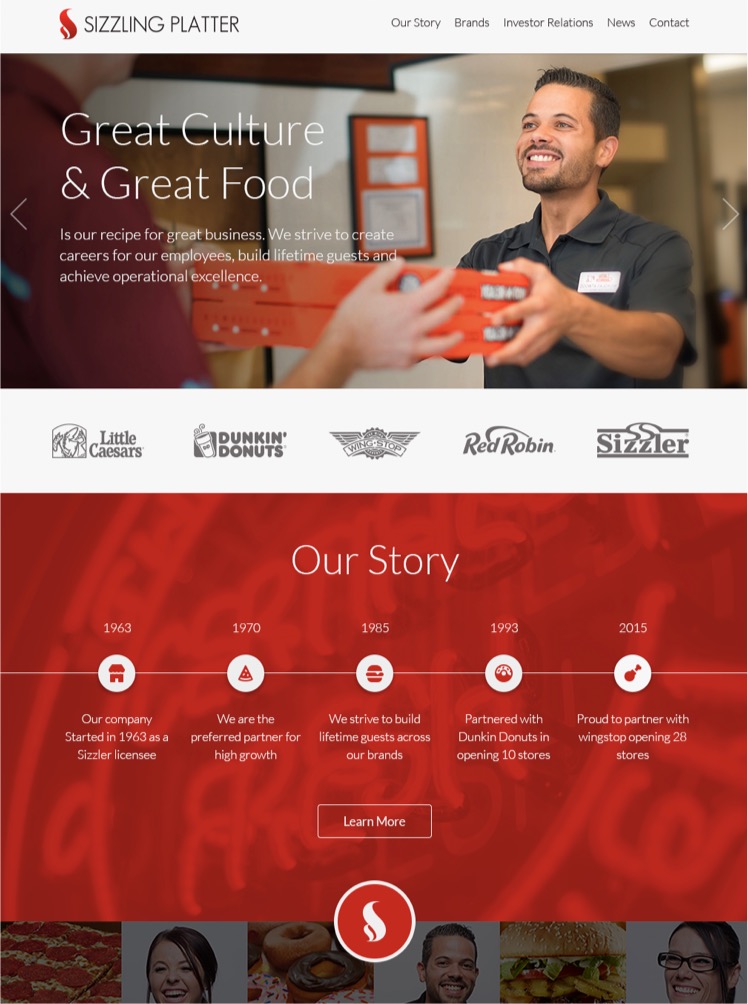 SIZZLING PLATTER
Our Story Brands Investor Relations News Contact
Great Culture
& Great Food
Is our recipe for great business. We strive to create
careers for our employees, build lifetime guests and
achieve operational excellence.
Little
Caesars
DUNKIN'
DONUTS
WING·STOP
Red Robin
Sizzler
Our Story
1963
1970
1985
1993
2015
Our company
Started in 1963 as a
Sizzler licensee
We are the
preferred partner for
high growth
We strive to build
lifetime guests across
our brands
Partnered with
Dunkin Donuts in
opening 10 stores
Proud to partner with
wingstop opening 28
stores
Learn More